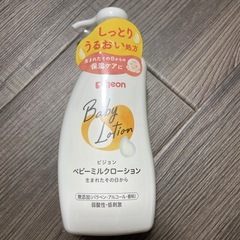 しっとり
うるおい処方
生まれたその日からの
保湿ケアに
Pigeon
Baby
Lotion
ピジョン
ベビーミルクローション
生まれたその日から
無添加(パラベン・アルコール・香料)
弱酸性・低刺激